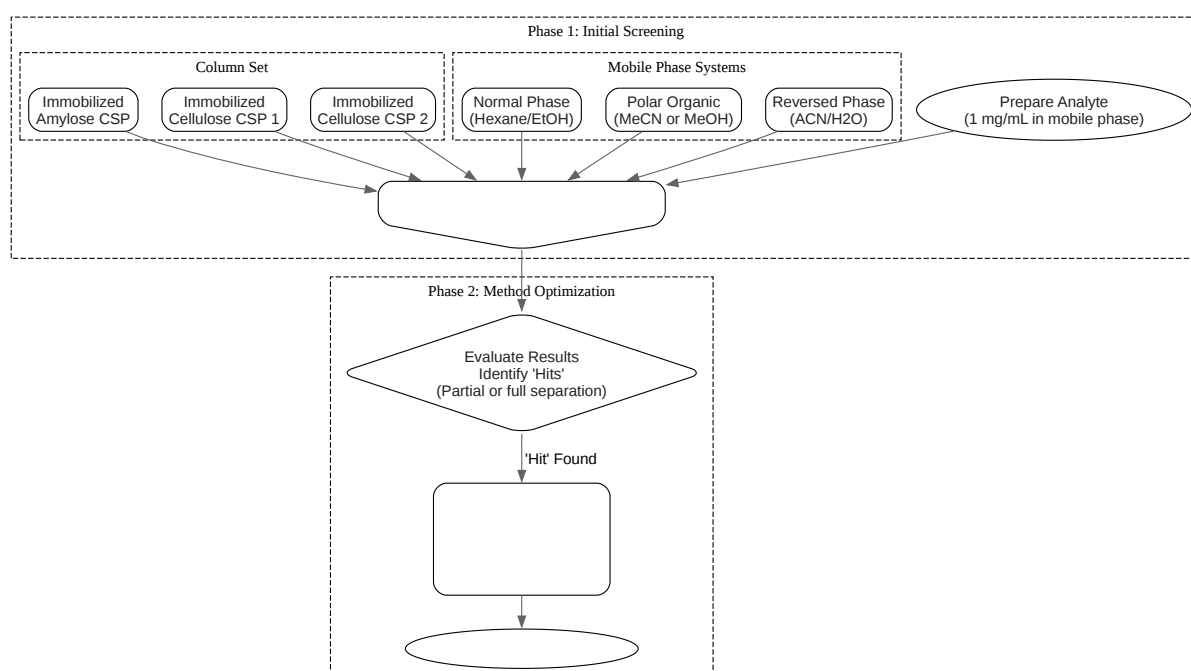 Phase 1: Initial Screening
Column Set
Immobilized
Amylose CSP
Immobilized
Cellulose CSP 1
Immobilized
Cellulose CSP 2
Mobile Phase Systems
Normal Phase
(Hexane/EtOH)
Polar Organic
(MeCN or MeOH)
Reversed Phase
(ACN/H2O)
Prepare Analyte
(1 mg/mL in mobile phase)
Phase 2: Method Optimization
Evaluate Results
Identify 'Hits'
(Partial or full separation)
'Hit' Found